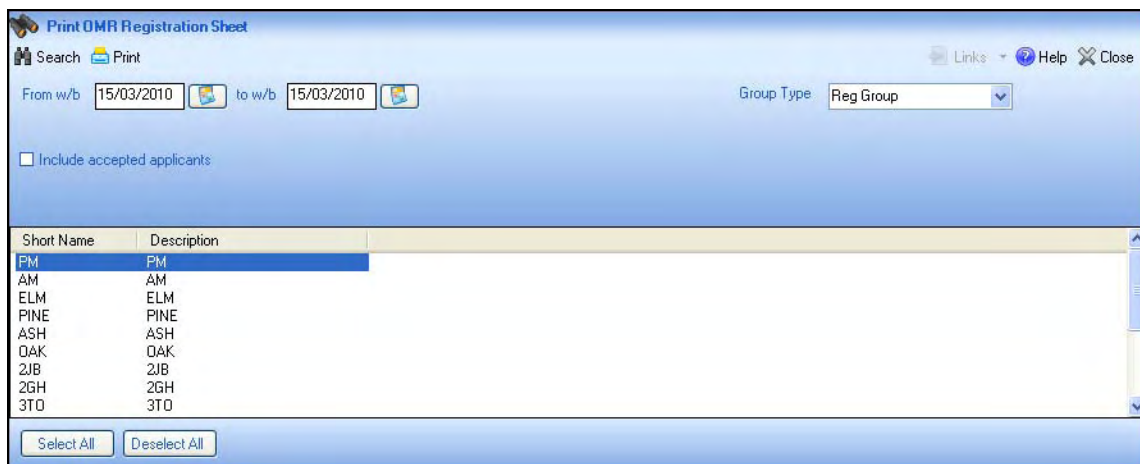 Print OMR Registration Sheet
Search Print Links Help Close
From w/b 15/03/2010 to w/b 15/03/2010 Group Type Reg Group
Include accepted applicants
Short Name Description
PM PM
AM AM
ELM ELM
PINE PINE
ASH ASH
OAK OAK
2JB 2JB
2GH 2GH
3TO 3TO
Select All Deselect All